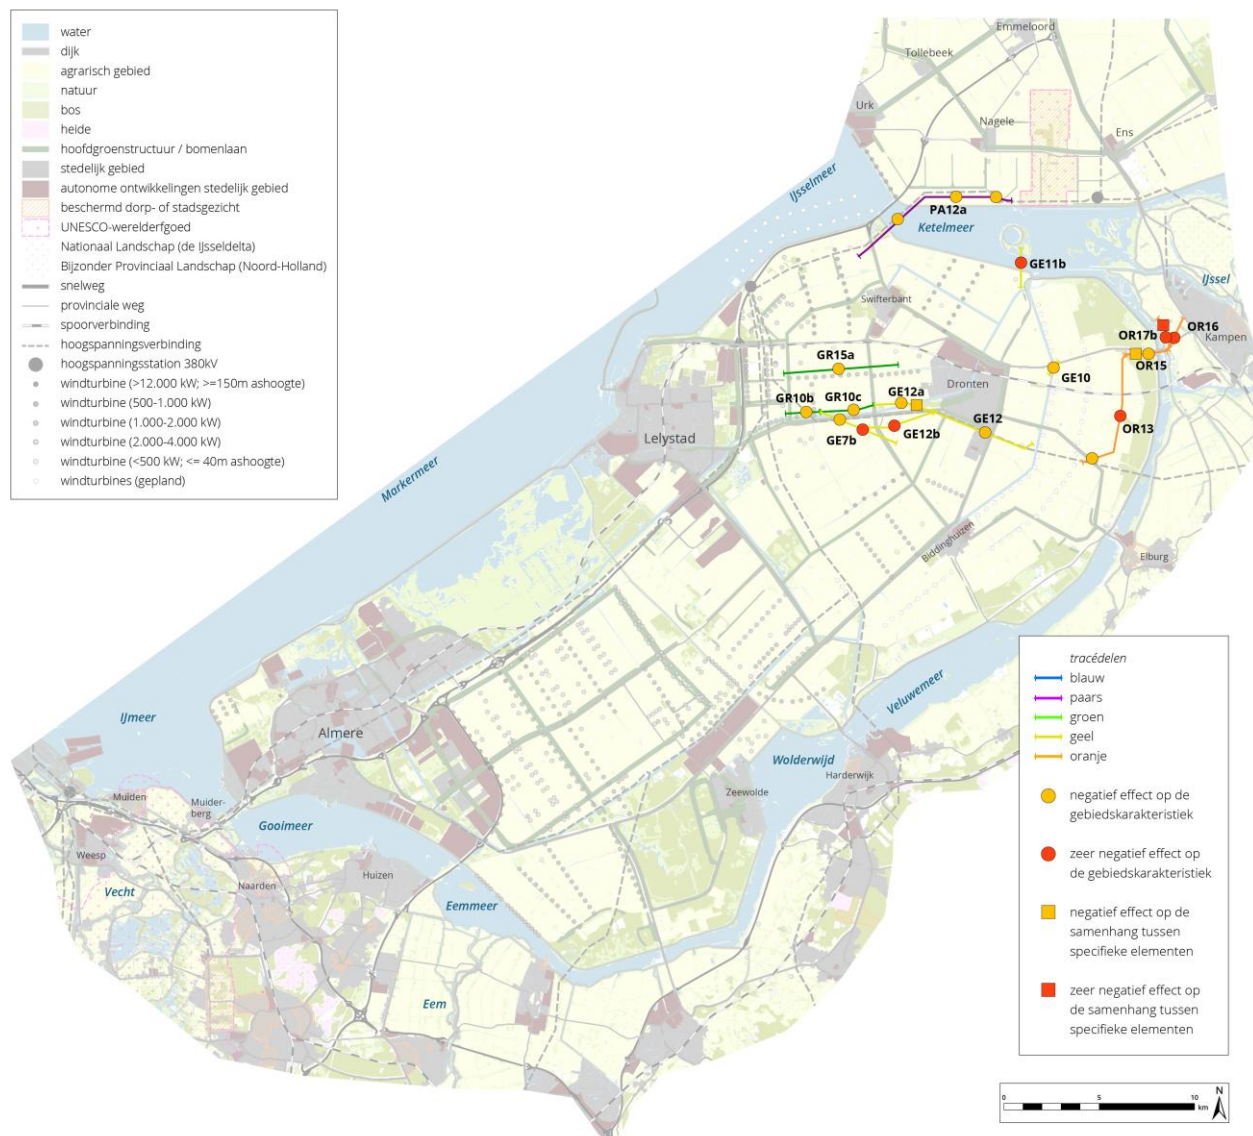 water
dijk
agrarisch gebied
natuur
bos
heide
hoofdgroenstructuur / bomenlaan
stedelijk gebied
autonome ontwikkelingen stedelijk gebied
beschermd dorp- of stadsgezicht
UNESCO-werelderfgoed
Nationaal Landschap (de IJsseldelta)
Bijzonder Provinciaal Landschap (Noord-Holland)
snelweg
provinciale weg
spoorverbinding
hoogspanningsverbinding
hoogspanningsstation 380kV
windturbine (>12.000 kW; >=150m ashoogte)
windturbine (500-1.000 kW)
windturbine (1.000-2.000 kW)
windturbine (2.000-4.000 kW)
windturbine (<500 kW; <= 40m ashoogte)
windturbines (gepland)
Emmeloord
Tollebeek
Urk
Nagele
Ens
IJsselmeer
PA12a
Ketelmeer
GE11b
IJssel
Swifterbant
OR17b
OR16
Kampen
OR15
GR15a
GE10
Dronten
GR10b
GR10c
GE12a
OR13
Lelystad
GE7b
GE12b
GE12
Markermeer
Biddinghuizen
Elburg
Veluwemeer
IJmeer
Almere
Wolderwijd
Harderwijk
Zeewolde
Muiden
Muider-
berg
Gooimeer
Weesp
Naarden
Huizen
Vecht
Eemmeer
Eem
tracédelen
blauw
paars
groen
geel
oranje
negatief effect op de
gebiedskarakteristiek
zeer negatief effect op
de gebiedskarakteristiek
negatief effect op de
samenhang tussen
specifieke elementen
zeer negatief effect op
de samenhang tussen
specifieke elementen
0 5 10
km
N